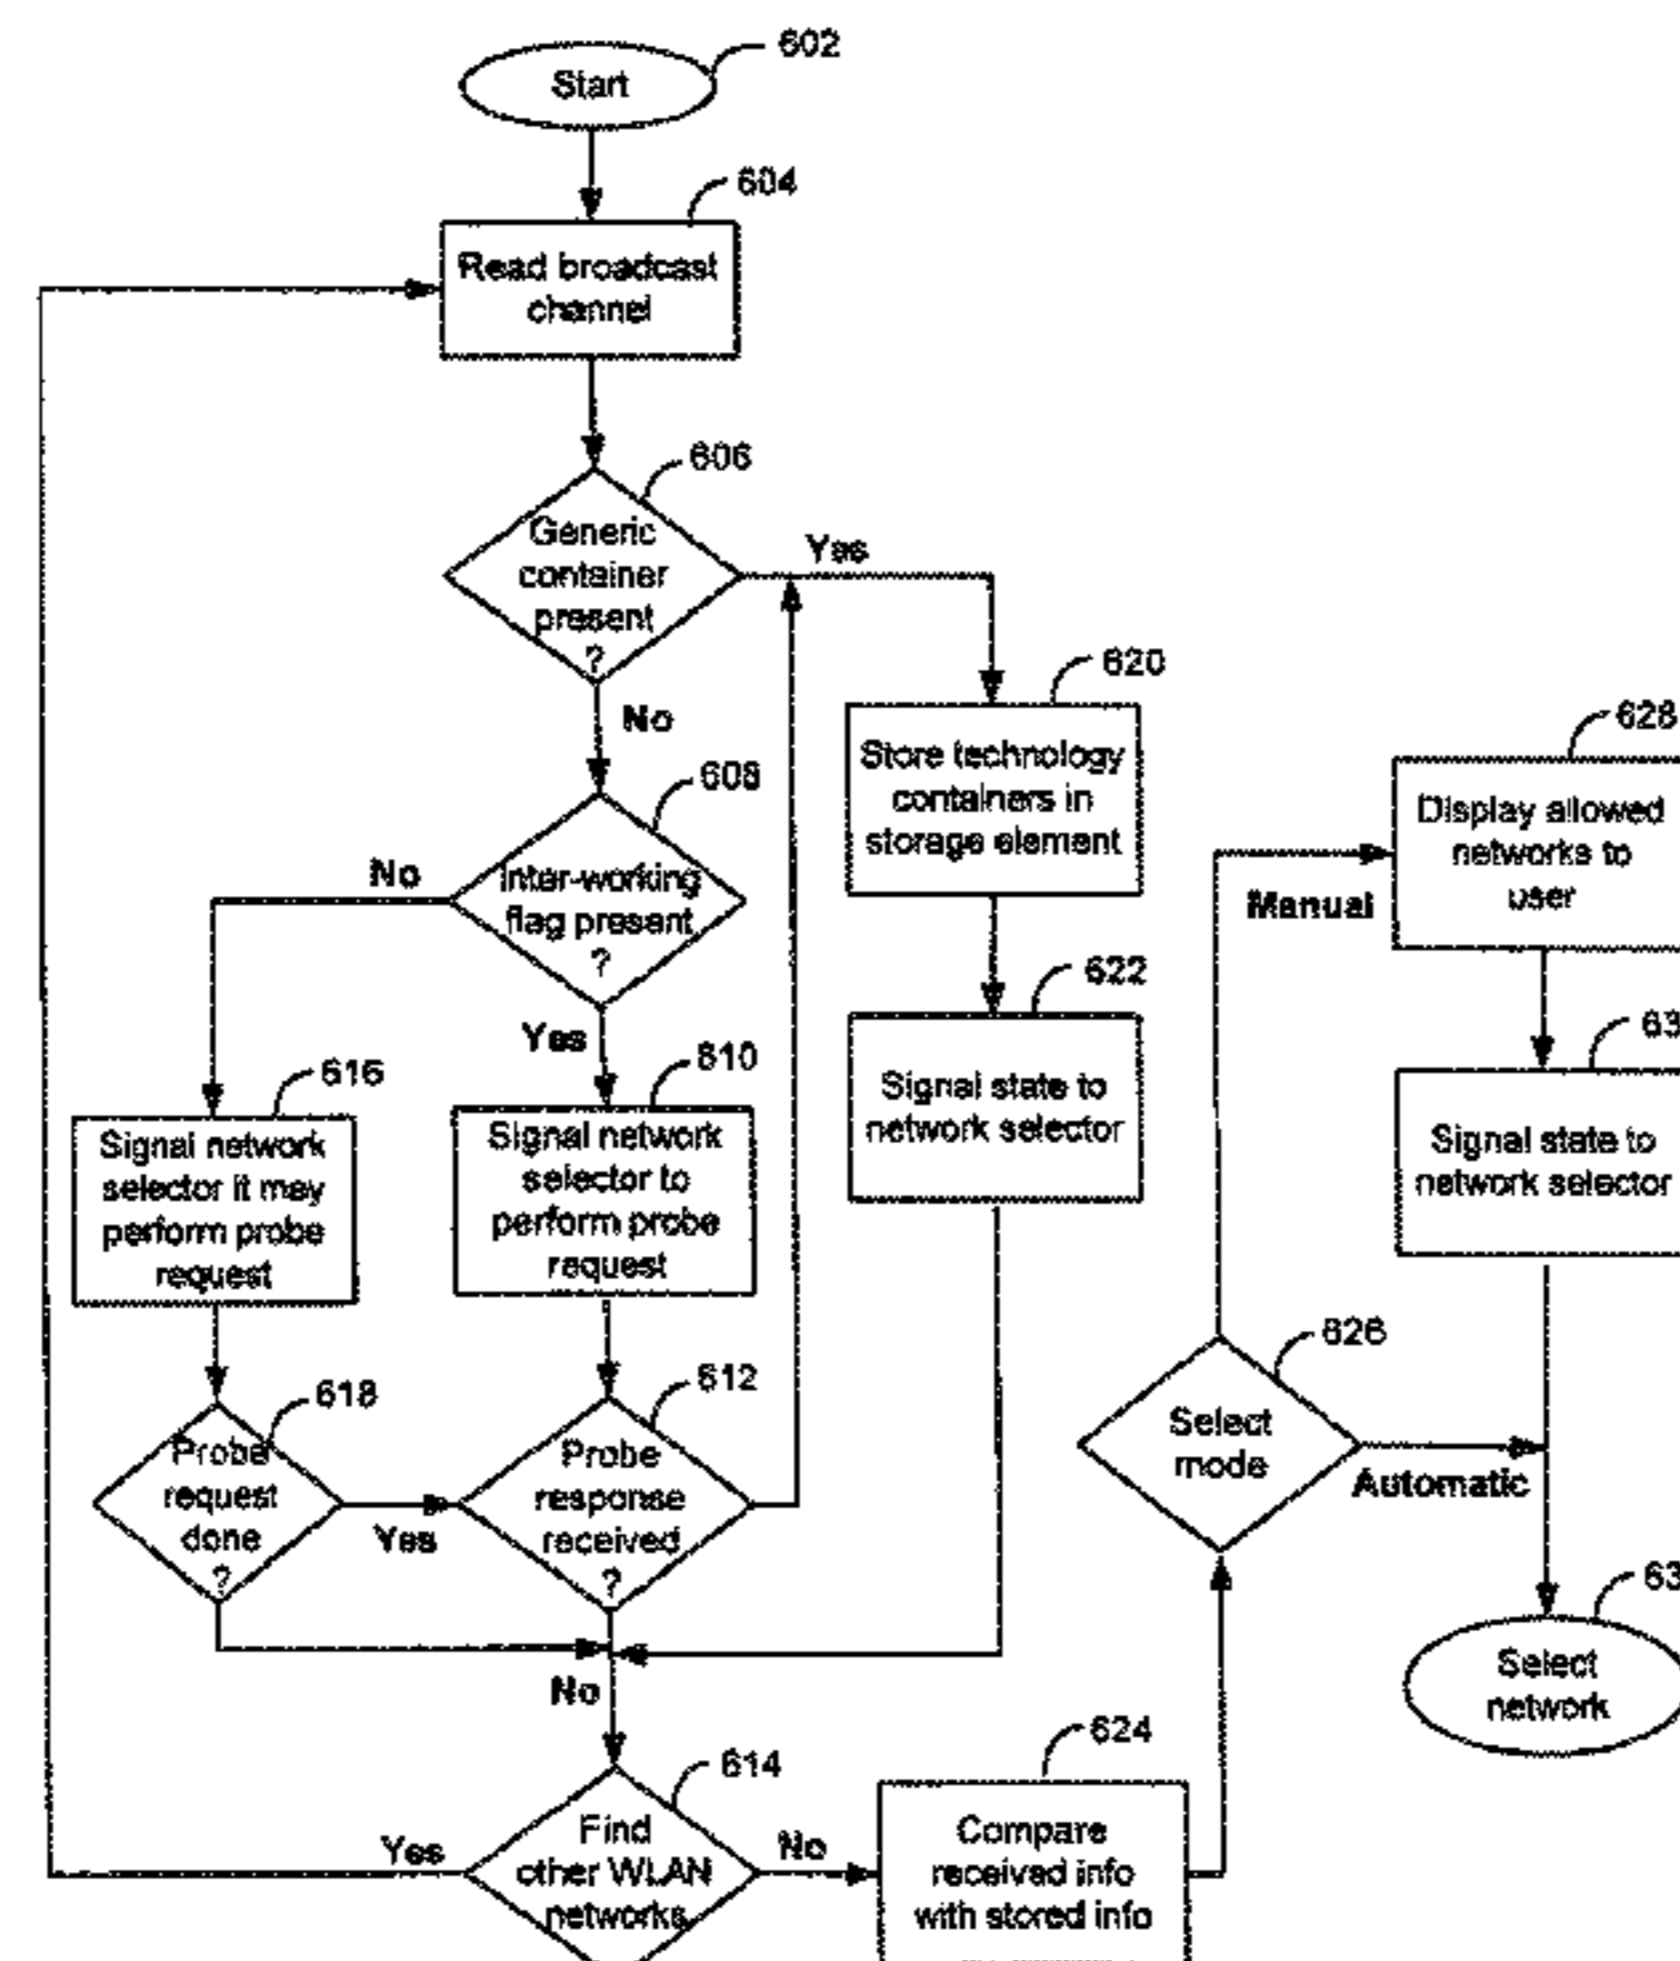 602
Start
604
Read broadcast
channel
606
Generic
container
present
?
Yes
No
608
Inter-working
flag present
?
No
Yes
620
Store technology
containers in
storage element
622
Signal state to
network selector
616
Signal network
selector it may
perform probe
request
610
Signal network
selector to
perform probe
request
618
Probe
request
done
?
Yes
612
Probe
response
received
?
No
614
Find
other WLAN
networks
Yes
No
624
Compare
received info
with stored info
626
Select
mode
Manual
Automatic
628
Display allowed
networks to
user
63
Signal state to
network selector
63
Select
network